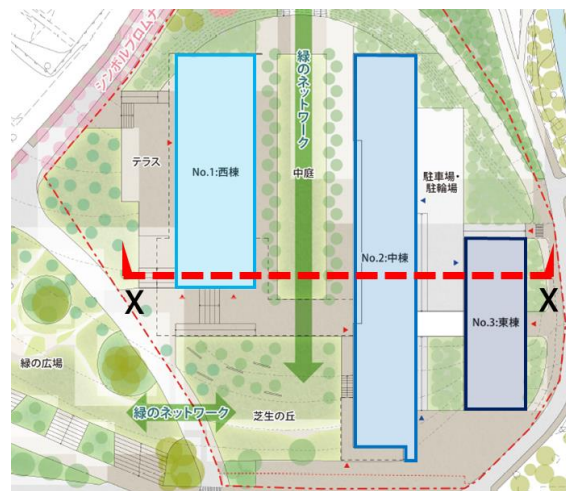 シンボルプロムナ
緑のネットワーク
テラス
No.1:西棟
中庭
駐車場・
駐輪場
No.2:中棟
X
X
No.3:東棟
緑の広場
緑のネットワーク
芝生の丘